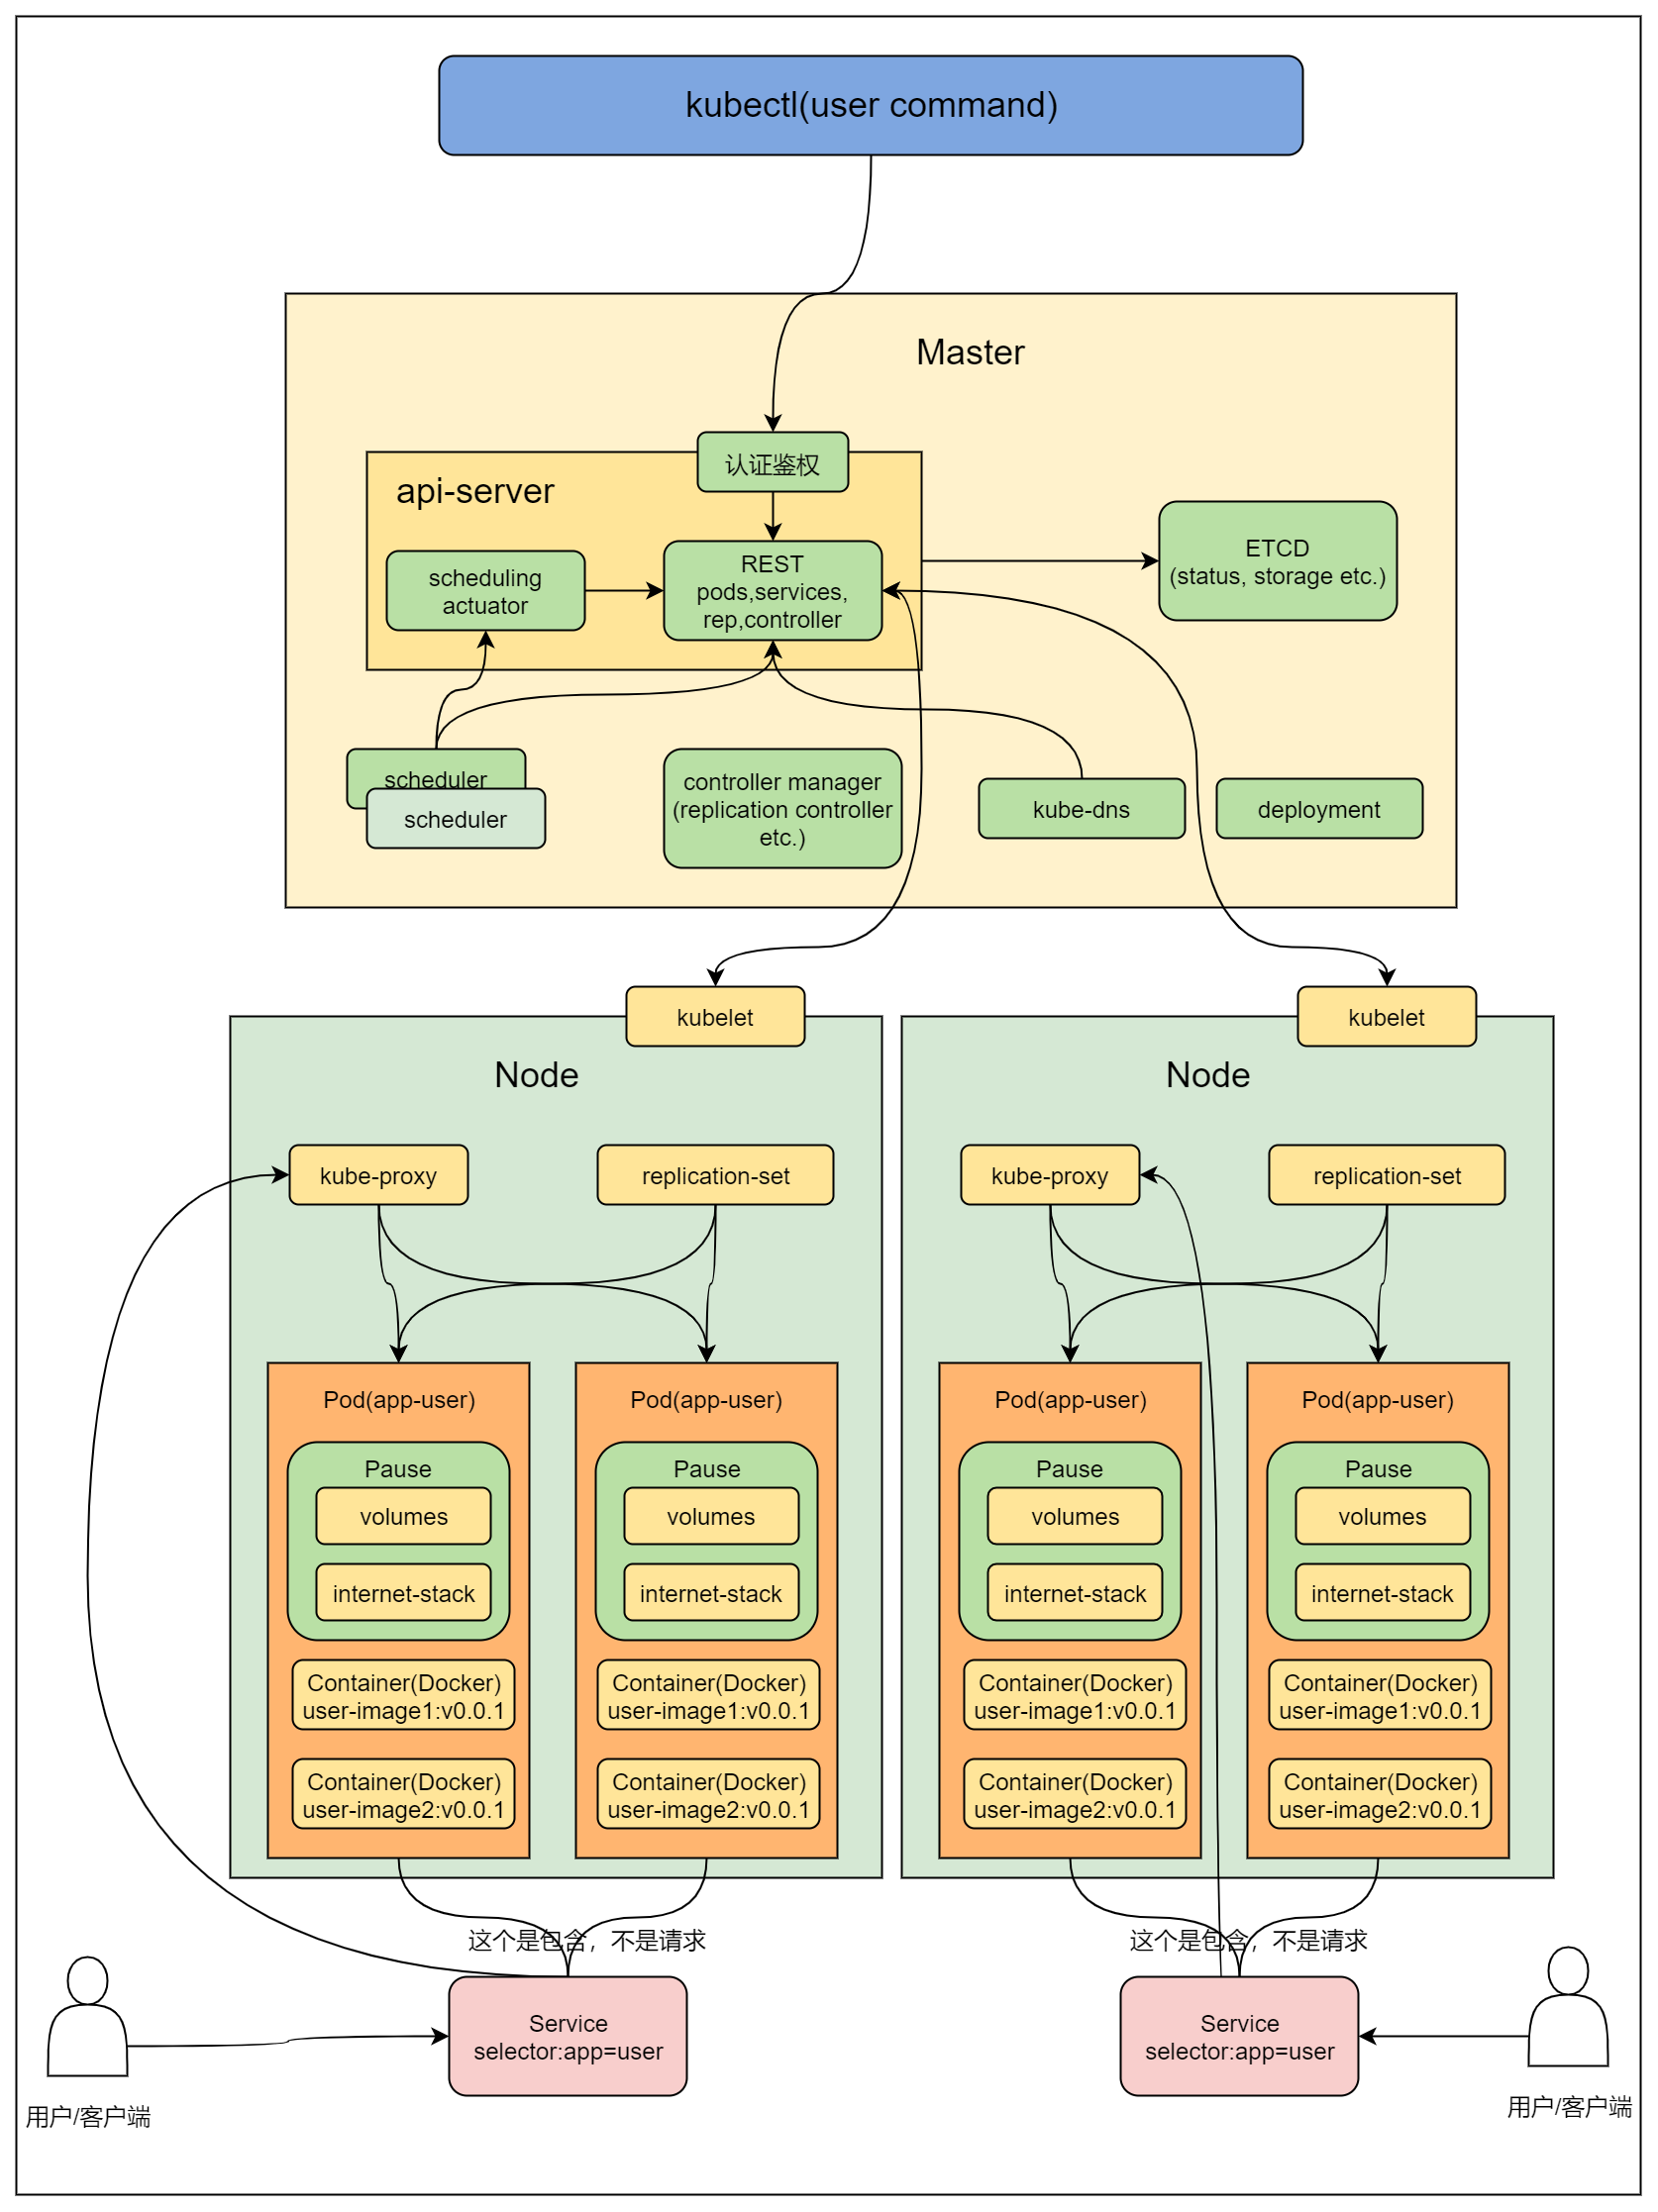 kubectl(user command)
Master
认证鉴权
api-server
scheduling
actuator
REST
pods,services,
rep,controller
ETCD
(status, storage etc.)
scheduler
scheduler
controller manager
(replication controller
etc.)
kube-dns
deployment
kubelet
Node
kube-proxy
replication-set
Pod(app-user)
Pause
volumes
internet-stack
Container(Docker)
user-image1:v0.0.1
Container(Docker)
user-image2:v0.0.1
Pod(app-user)
Pause
volumes
internet-stack
Container(Docker)
user-image1:v0.0.1
Container(Docker)
user-image2:v0.0.1
kubelet
Node
kube-proxy
replication-set
Pod(app-user)
Pause
volumes
internet-stack
Container(Docker)
user-image1:v0.0.1
Container(Docker)
user-image2:v0.0.1
Pod(app-user)
Pause
volumes
internet-stack
Container(Docker)
user-image1:v0.0.1
Container(Docker)
user-image2:v0.0.1
这个是包含，不是请求
这个是包含，不是请求
Service
selector:app=user
Service
selector:app=user
用户/客户端
用户/客户端